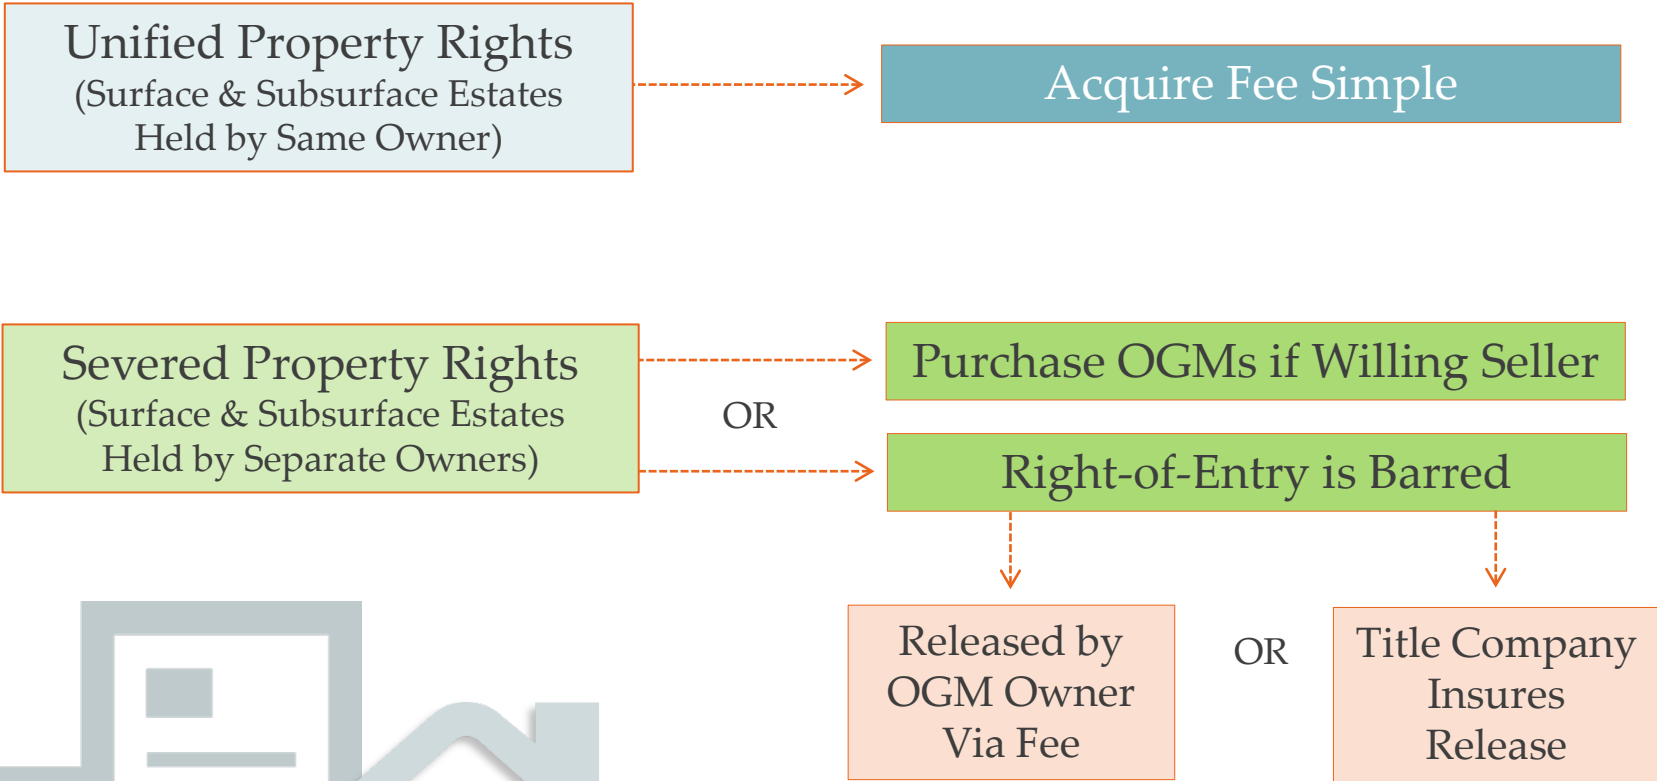 Unified Property Rights
(Surface & Subsurface Estates
Held by Same Owner)
Acquire Fee Simple
Severed Property Rights
(Surface & Subsurface Estates
Held by Separate Owners)
OR
Purchase OGMs if Willing Seller
Right-of-Entry is Barred
Released by
OGM Owner
Via Fee
OR
Title Company
Insures
Release